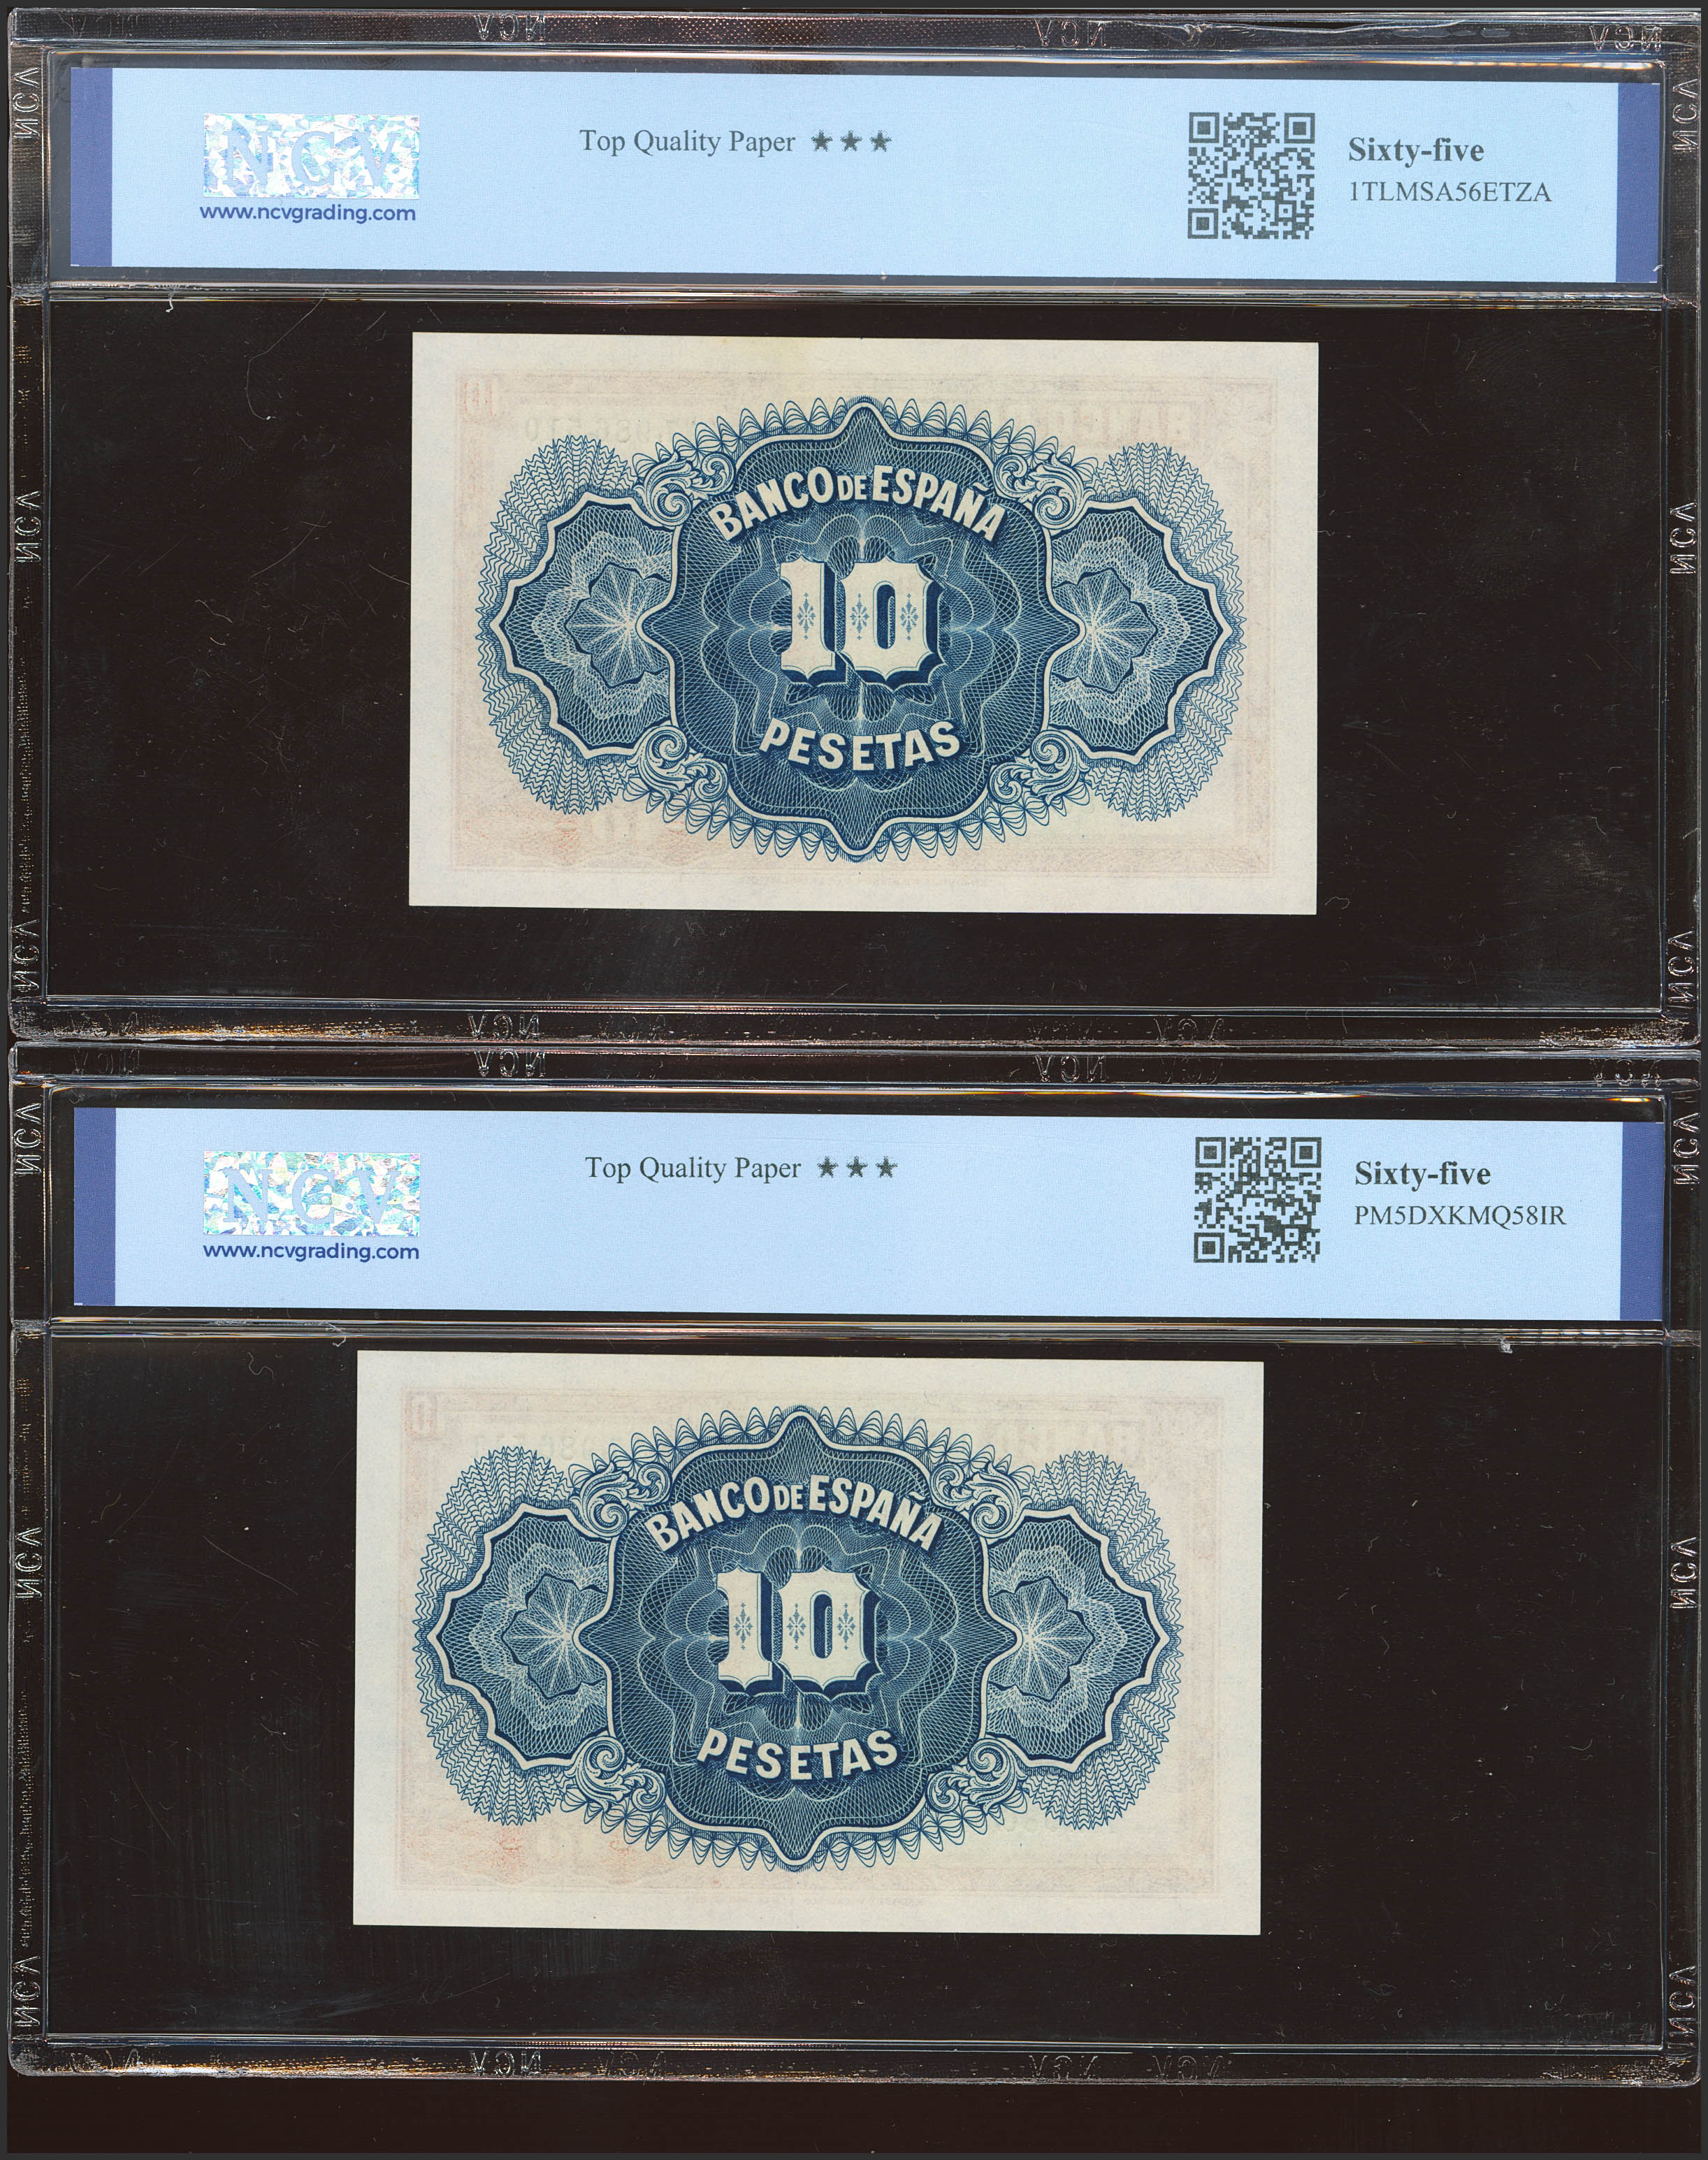 NCV
www.ncvgrading.com
Top Quality Paper ★★★
Sixty-five
1TLMSA56ETZA
BANCO DE ESPAÑA
10
PESETAS
NCV
www.ncvgrading.com
Top Quality Paper ★★★
Sixty-five
PM5DXKMQ58IR
BANCO DE ESPAÑA
10
PESETAS